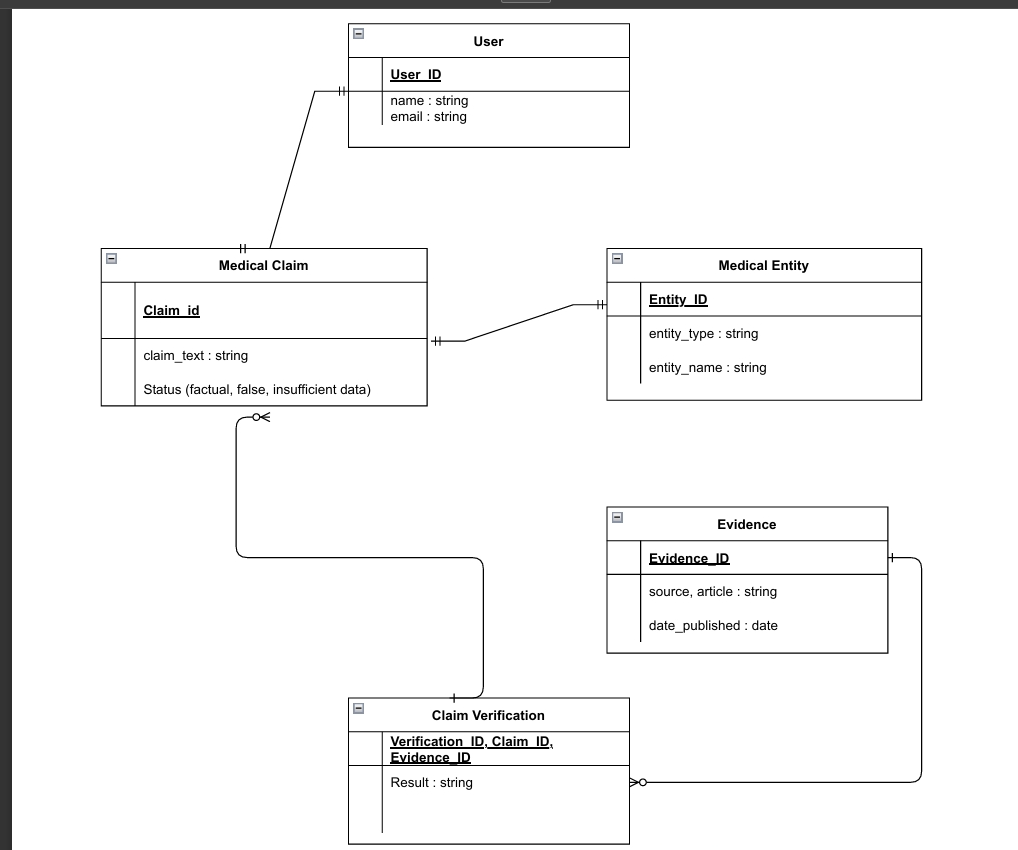 User
User_ID
name : string
email : string
Medical Claim
Claim_id
claim_text : string
Status (factual, false, insufficient data)
Medical Entity
Entity_ID
entity_type : string
entity_name : string
Evidence
Evidence_ID
source, article : string
date_published : date
Claim Verification
Verification_ID, Claim_ID,
Evidence_ID
Result : string